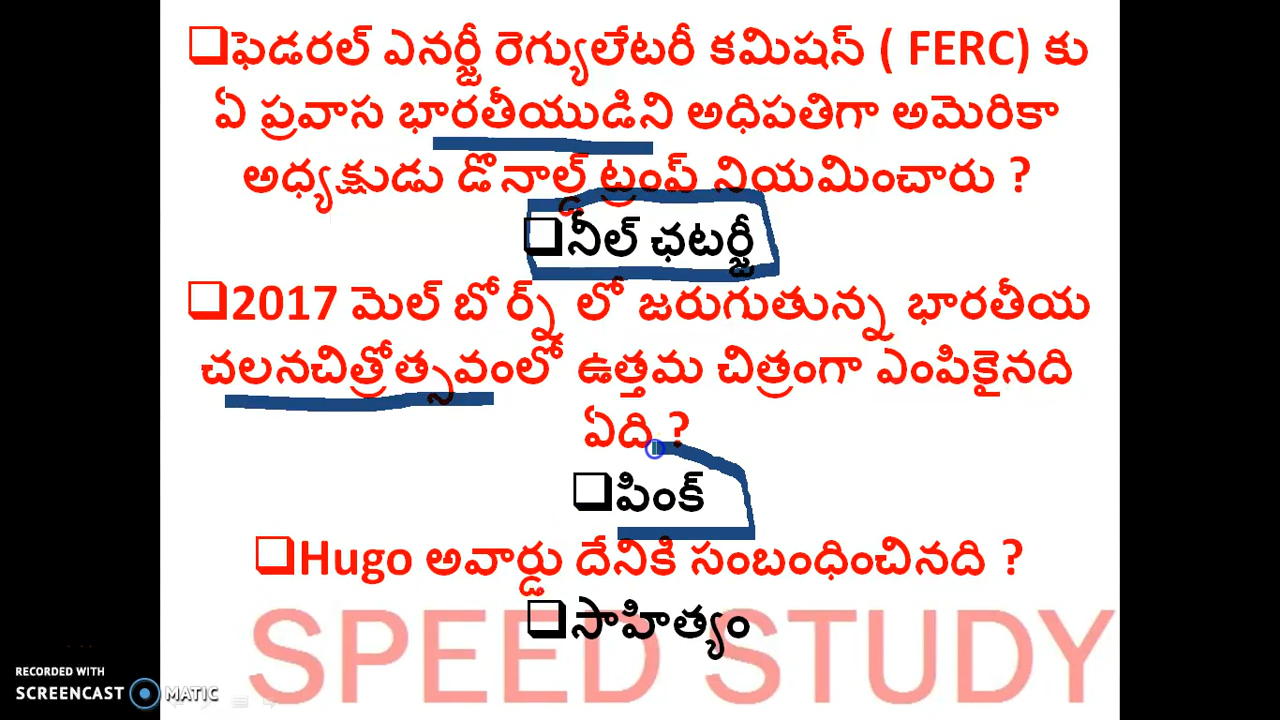 ❑ఫెడరల్ ఎనర్జీ రెగ్యులేటరీ కమిషస్ ( FERC) కు
ఏ ప్రవాస భారతీయుడిని అధిపతిగా అమెరికా
అధ్యక్షుడు డొనాల్డ్ ట్రంప్ నియమించారు ?
❑నీల్ ఛటర్జీ
❑2017 మెల్ బోర్న్ లో జరుగుతున్న భారతీయ
చలనచిత్రోత్సవంలో ఉత్తమ చిత్రంగా ఎంపికైనది
ఏది ?
❑పింక్
❑Hugo అవార్డు దేనికి సంబంధించినది ?
❑సాహిత్యం
SPEED STUDY
RECORDED WITH
SCREENCAST MATIC